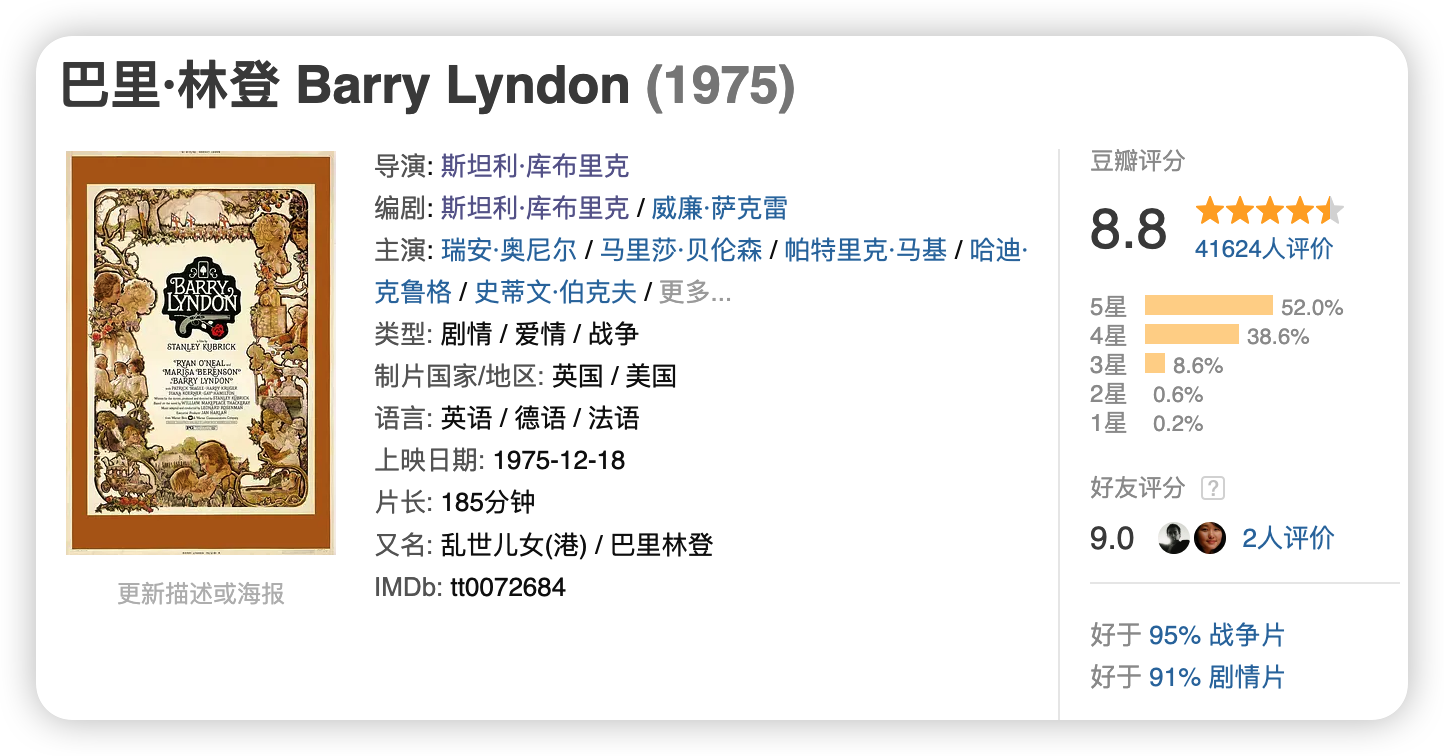 巴里·林登 Barry Lyndon (1975)
BARRY
LYNDON
a film by
STANLEY KUBRICK
"RYAN O'NEAL and
MARISA BERENSON
"BARRY LYNDON"
导演: 斯坦利·库布里克
编剧: 斯坦利·库布里克 / 威廉·萨克雷
主演: 瑞安·奥尼尔 / 马里莎·贝伦森 / 帕特里克·马基 / 哈迪·
克鲁格 / 史蒂文·伯克夫 / 更多...
类型: 剧情 / 爱情 / 战争
制片国家/地区: 英国 / 美国
语言: 英语 / 德语 / 法语
上映日期: 1975-12-18
片长: 185分钟
又名: 乱世儿女(港) / 巴里林登
IMDb: tt0072684
更新描述或海报
豆瓣评分
8.8
41624人评价
5星 52.0%
4星 38.6%
3星 8.6%
2星 0.6%
1星 0.2%
好友评分 ?
9.0 2人评价
好于 95% 战争片
好于 91% 剧情片